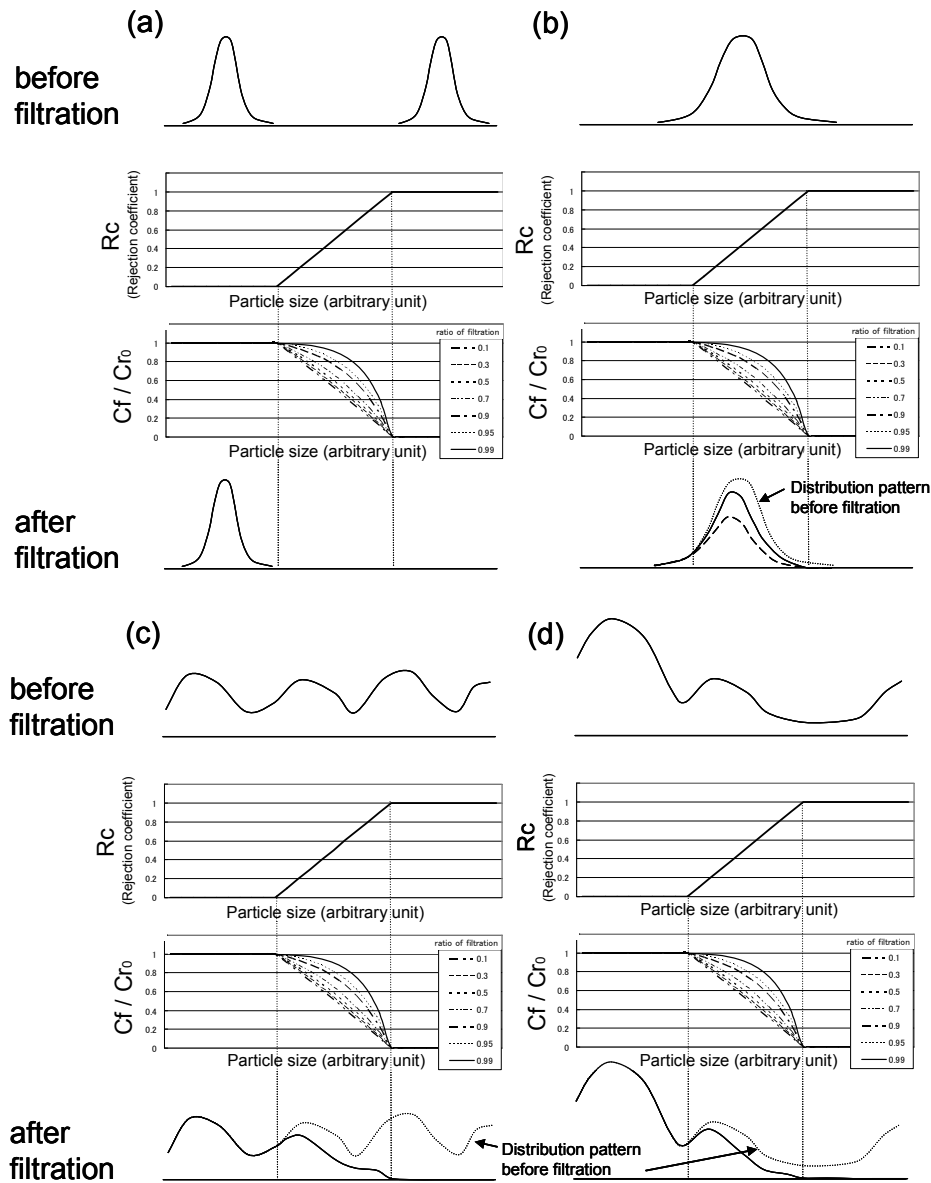 (a)
before
filtration
Rc
(Rejection coefficient)
1
0.8
0.6
0.4
0.2
0
Particle size (arbitrary unit)
Cf / Cr0
1
0.8
0.6
0.4
0.2
0
ratio of filtration
0.1
0.3
0.5
0.7
0.9
0.95
0.99
Particle size (arbitrary unit)
after
filtration
(b)
Rc
(Rejection coefficient)
1
0.8
0.6
0.4
0.2
0
Particle size (arbitrary unit)
Cf / Cr0
1
0.8
0.6
0.4
0.2
0
ratio of filtration
0.1
0.3
0.5
0.7
0.9
0.95
0.99
Particle size (arbitrary unit)
Distribution pattern
before filtration
(c)
before
filtration
Rc
(Rejection coefficient)
1
0.8
0.6
0.4
0.2
0
Particle size (arbitrary unit)
Cf / Cr0
1
0.8
0.6
0.4
0.2
0
ratio of filtration
0.1
0.3
0.5
0.7
0.9
0.95
0.99
Particle size (arbitrary unit)
after
filtration
(d)
Rc
(Rejection coefficient)
1
0.8
0.6
0.4
0.2
0
Particle size (arbitrary unit)
Cf / Cr0
1
0.8
0.6
0.4
0.2
0
ratio of filtration
0.1
0.3
0.5
0.7
0.9
0.95
0.99
Particle size (arbitrary unit)
Distribution pattern
before filtration